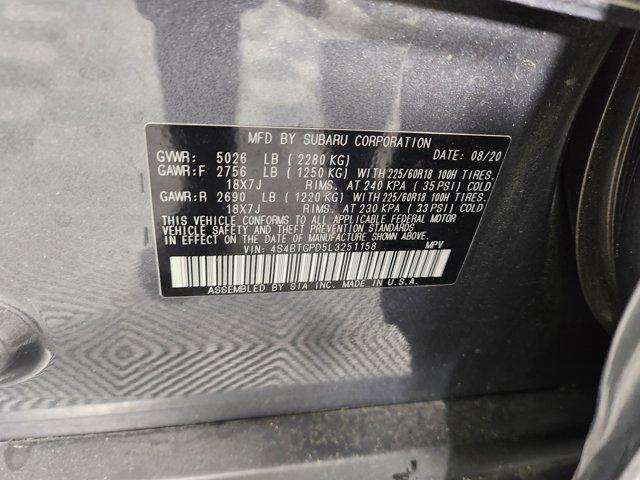 MFD BY SUBARU CORPORATION
GVWR: 5026 LB ( 2280 KG) DATE: 08/20
GAWR:F 2756 LB ( 1250 KG) WITH 225/60R18 100H TIRES.
18X7J RIMS. AT 240 KPA ( 35 PSI) COLD
GAWR:R 2690 LB ( 1220 KG) WITH 225/60R18 100H TIRES.
18X7J RIMS. AT 230 KPA ( 33 PSI) COLD
THIS VEHICLE CONFORMS TO ALL APPLICABLE FEDERAL MOTOR
VEHICLE SAFETY STANDARDS IN EFFECT ON THE DATE OF
MANUFACTURE SHOWN ABOVE.
VIN: 4S4BTGPD5L3251158 MPV
ASSEMBLED BY SIA INC. MADE IN U.S.A.